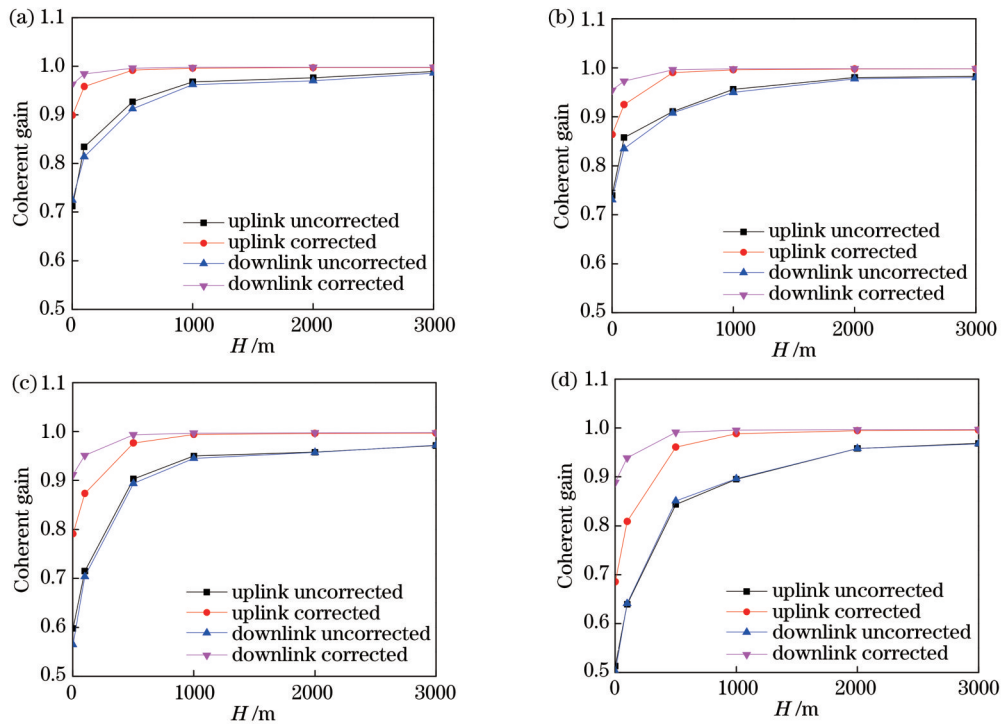 (a)
1.1
1.0
0.9
0.8
0.7
0.6
0.5
Coherent gain
uplink uncorrected
uplink corrected
downlink uncorrected
downlink corrected
0 1000 2000 3000
H /m
(b)
1.1
1.0
0.9
0.8
0.7
0.6
0.5
Coherent gain
uplink uncorrected
uplink corrected
downlink uncorrected
downlink corrected
0 1000 2000 3000
H /m
(c)
1.1
1.0
0.9
0.8
0.7
0.6
0.5
Coherent gain
uplink uncorrected
uplink corrected
downlink uncorrected
downlink corrected
0 1000 2000 3000
H /m
(d)
1.1
1.0
0.9
0.8
0.7
0.6
0.5
Coherent gain
uplink uncorrected
uplink corrected
downlink uncorrected
downlink corrected
0 1000 2000 3000
H /m